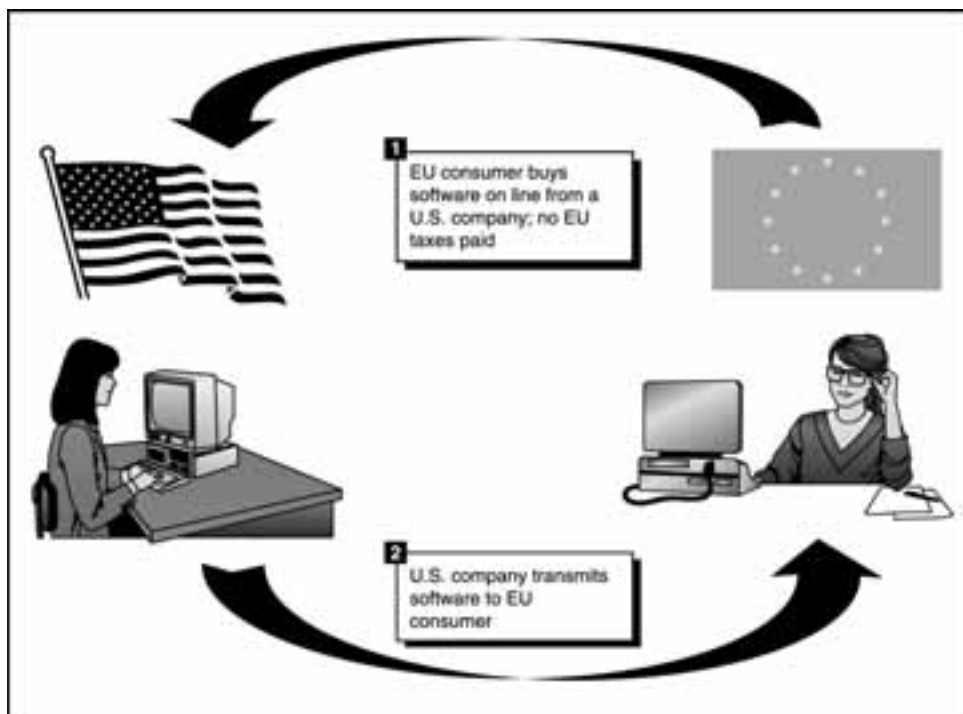 1
EU consumer buys
software on line from a
U.S. company; no EU
taxes paid
2
U.S. company transmits
software to EU
consumer